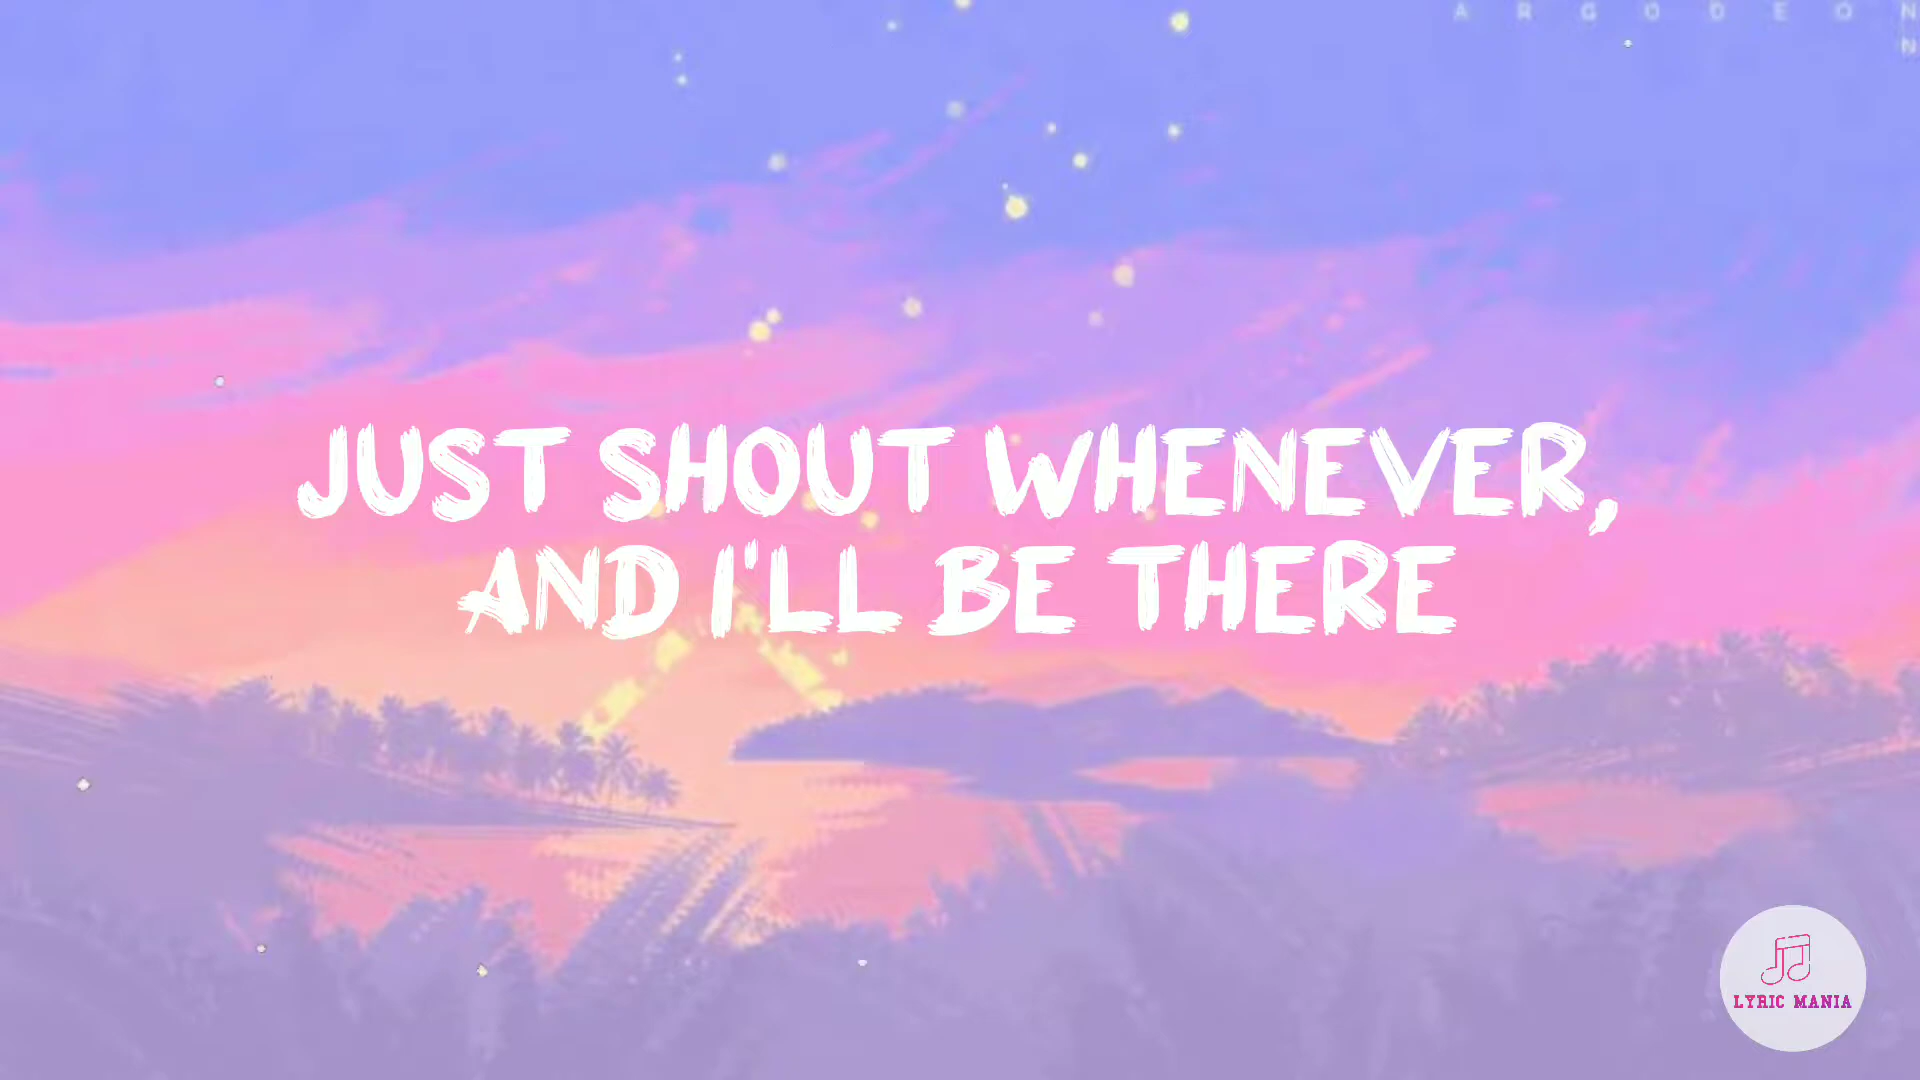 A R G O D E O N
N
JUST SHOUT WHENEVER,
AND I'LL BE THERE
LYRIC MANIA